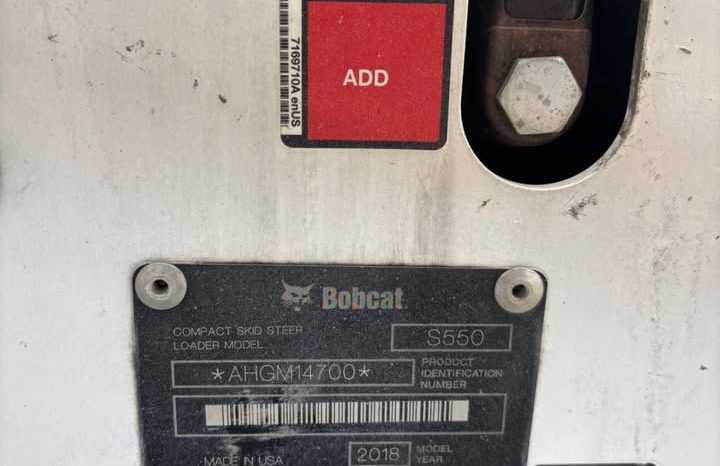 ADD
7169710A enUS
Bobcat
COMPACT SKID STEER
LOADER MODEL
S550
*AHGM14700*
PRODUCT
IDENTIFICATION
NUMBER
MADE IN USA
2018
MODEL
YEAR